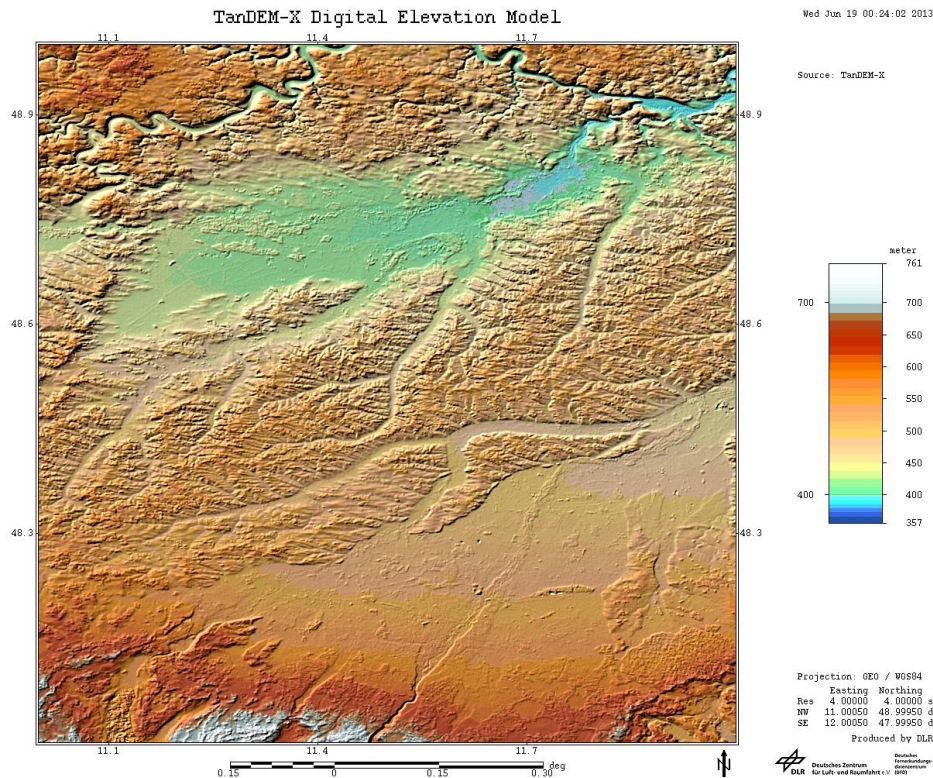 TanDEM-X Digital Elevation Model
Wed Jun 19 00:24:02 2013
Source: TanDEM-X
11.1 11.4 11.7
48.9 48.9
48.6 48.6
48.3 48.3
11.1 11.4 11.7
0.15 0 0.15 0.30 deg
N
meter
761
700 700
650
600
550
500
450
400 400
357
Projection: GEO / WGS84
Easting Northing
Res 4.00000 4.00000 s
NW 11.00050 48.99950 d
SE 12.00050 47.99950 d
Produced by DLR
DLR
Deutsches Zentrum
für Luft- und Raumfahrt e.V.
Deutsches
Fernerkundungs-
datenzentrum
(DFD)